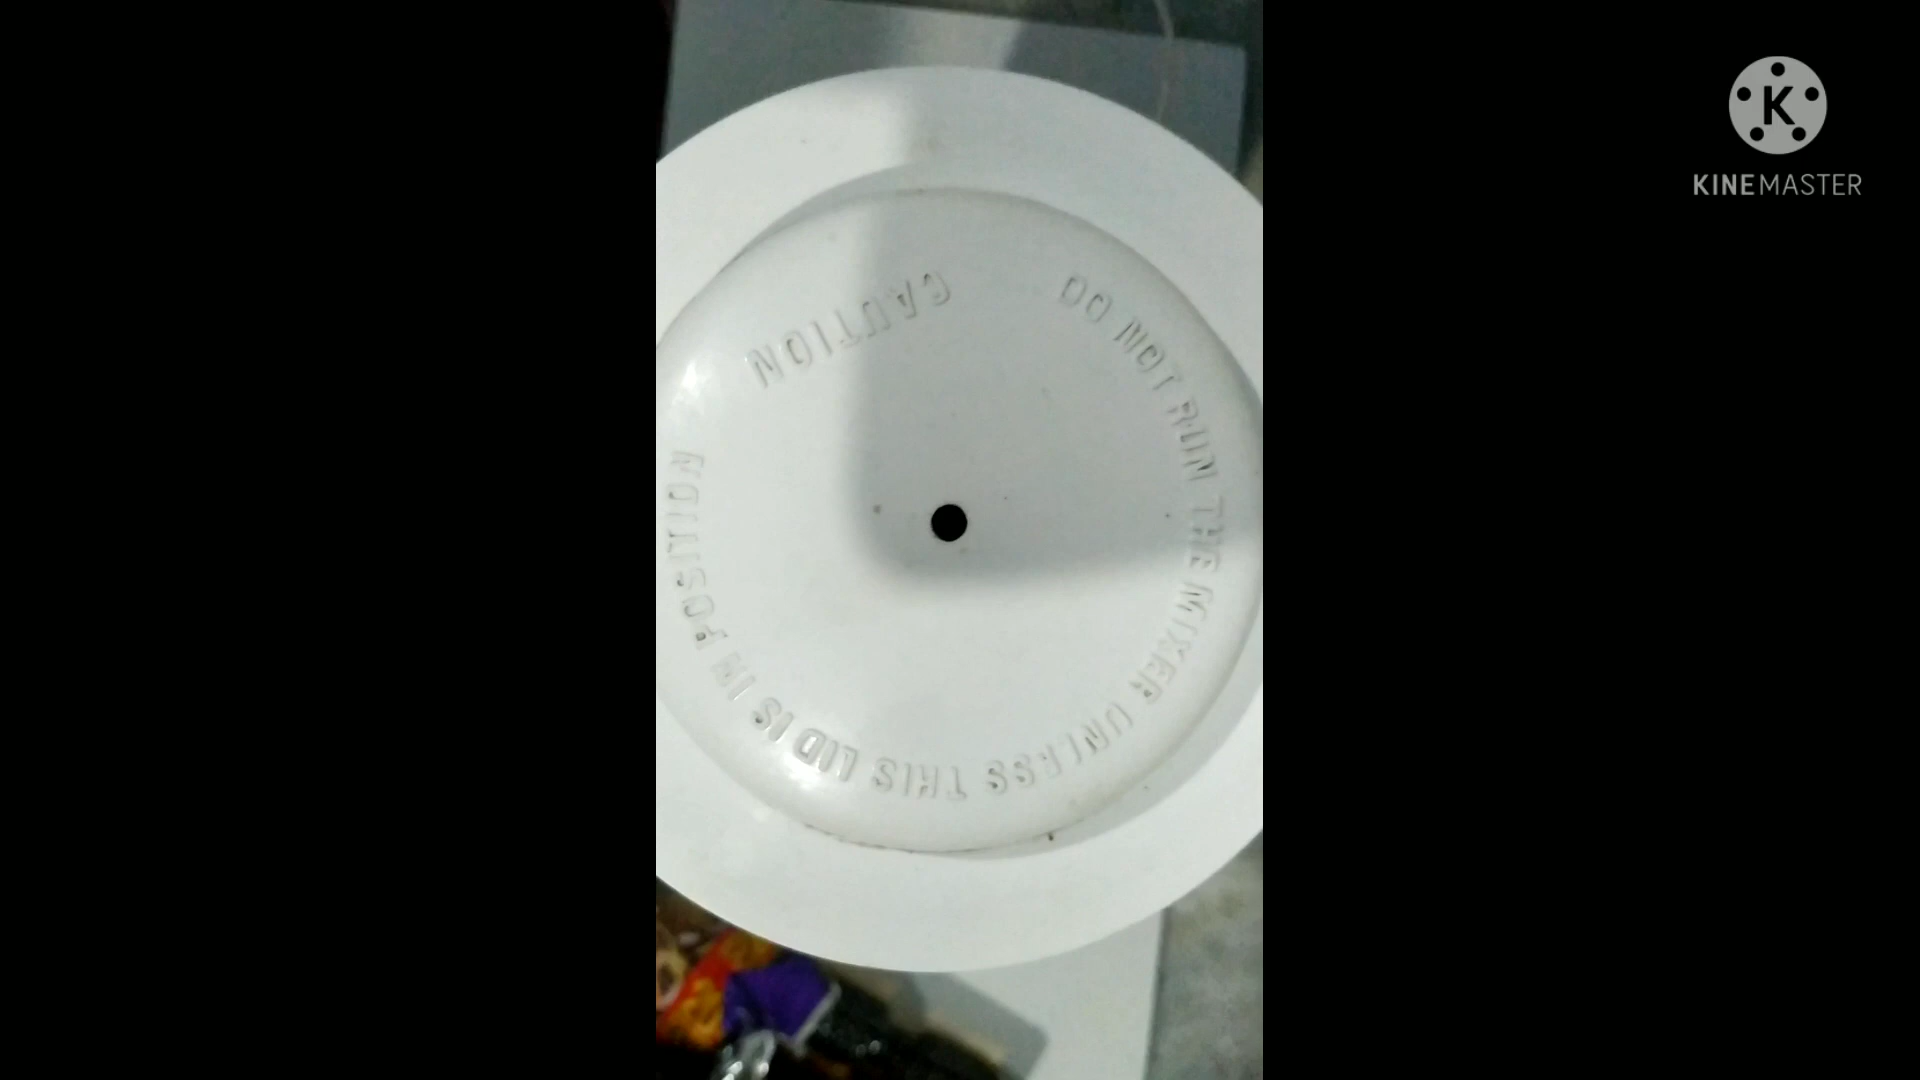 CAUTION
DO NOT RUN THE MIXER UNLESS THIS LID IS IN POSITION
K
KINEMASTER